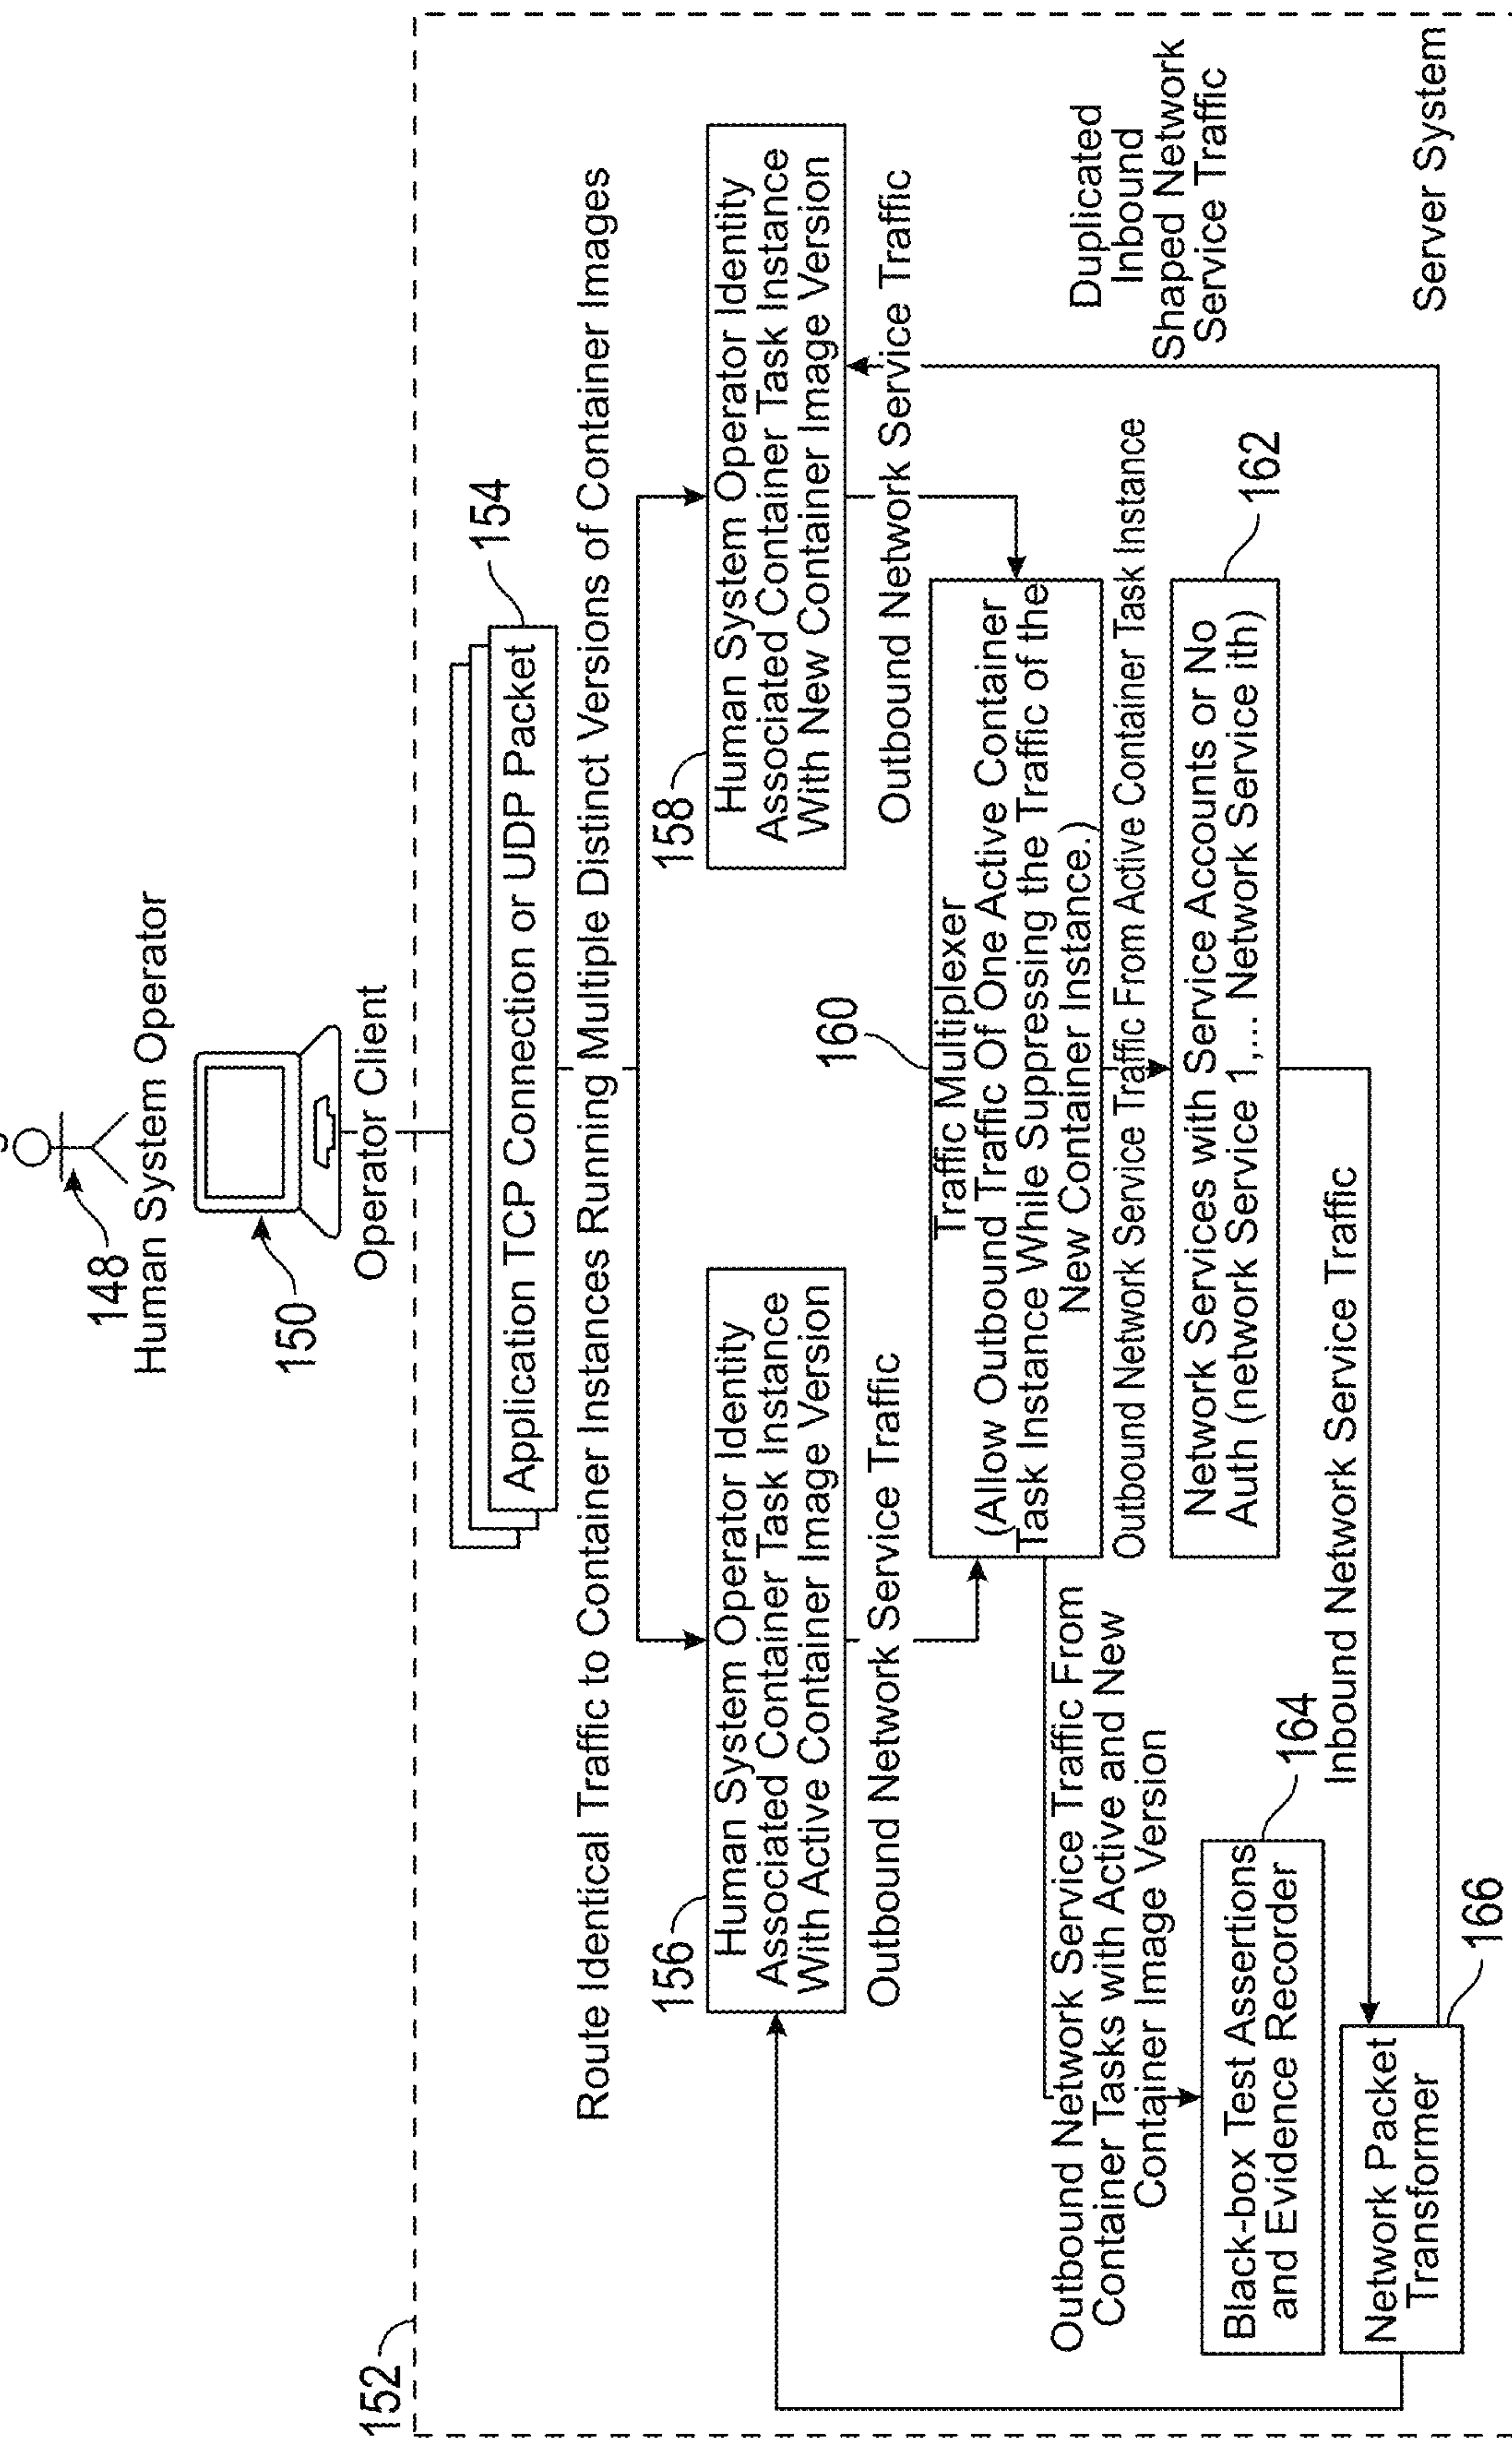 148
Human System Operator
150
Operator Client
152
154
Application TCP Connection or UDP Packet
Route Identical Traffic to Container Instances Running Multiple Distinct Versions of Container Images
156
Human System Operator Identity
Associated Container Task Instance
With Active Container Image Version
158
Human System Operator Identity
Associated Container Task Instance
With New Container Image Version
Outbound Network Service Traffic
Outbound Network Service Traffic
160
Traffic Multiplexer
(Allow Outbound Traffic Of One Active Container
Task Instance While Suppressing the Traffic of the
New Container Instance.)
Duplicated
Inbound
Shaped Network
Service Traffic
Outbound Network Service Traffic From
Container Tasks with Active and New
Container Image Version
Outbound Network Service Traffic From Active Container Task Instance
162
Network Services with Service Accounts or No
Auth (network Service 1,... Network Service ith)
164
Black-box Test Assertions
and Evidence Recorder
Inbound Network Service Traffic
166
Network Packet
Transformer
Server System